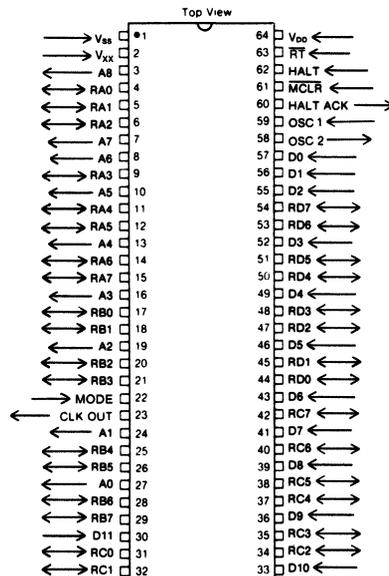 Top View
Vss 1 64 VDD
Vxx 2 63 RT
A8 3 62 HALT
RA0 4 61 MCLR
RA1 5 60 HALT ACK
RA2 6 59 OSC 1
A7 7 58 OSC 2
A6 8 57 D0
RA3 9 56 D1
A5 10 55 D2
RA4 11 54 RD7
RA5 12 53 RD6
A4 13 52 D3
RA6 14 51 RD5
RA7 15 50 RD4
A3 16 49 D4
RB0 17 48 RD3
RB1 18 47 RD2
A2 19 46 D5
RB2 20 45 RD1
RB3 21 44 RD0
MODE 22 43 D6
CLK OUT 23 42 RC7
A1 24 41 D7
RB4 25 40 RC6
RB5 26 39 D8
A0 27 38 RC5
RB6 28 37 RC4
RB7 29 36 D9
D11 30 35 RC3
RC0 31 34 RC2
RC1 32 33 D10